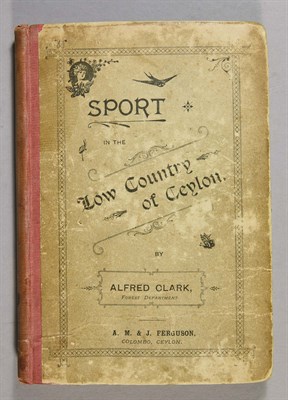 SPORT
IN THE
Low Country
of Ceylon.
BY
ALFRED CLARK,
FOREST DEPARTMENT.
A. M. & J. FERGUSON.
COLOMBO, CEYLON.